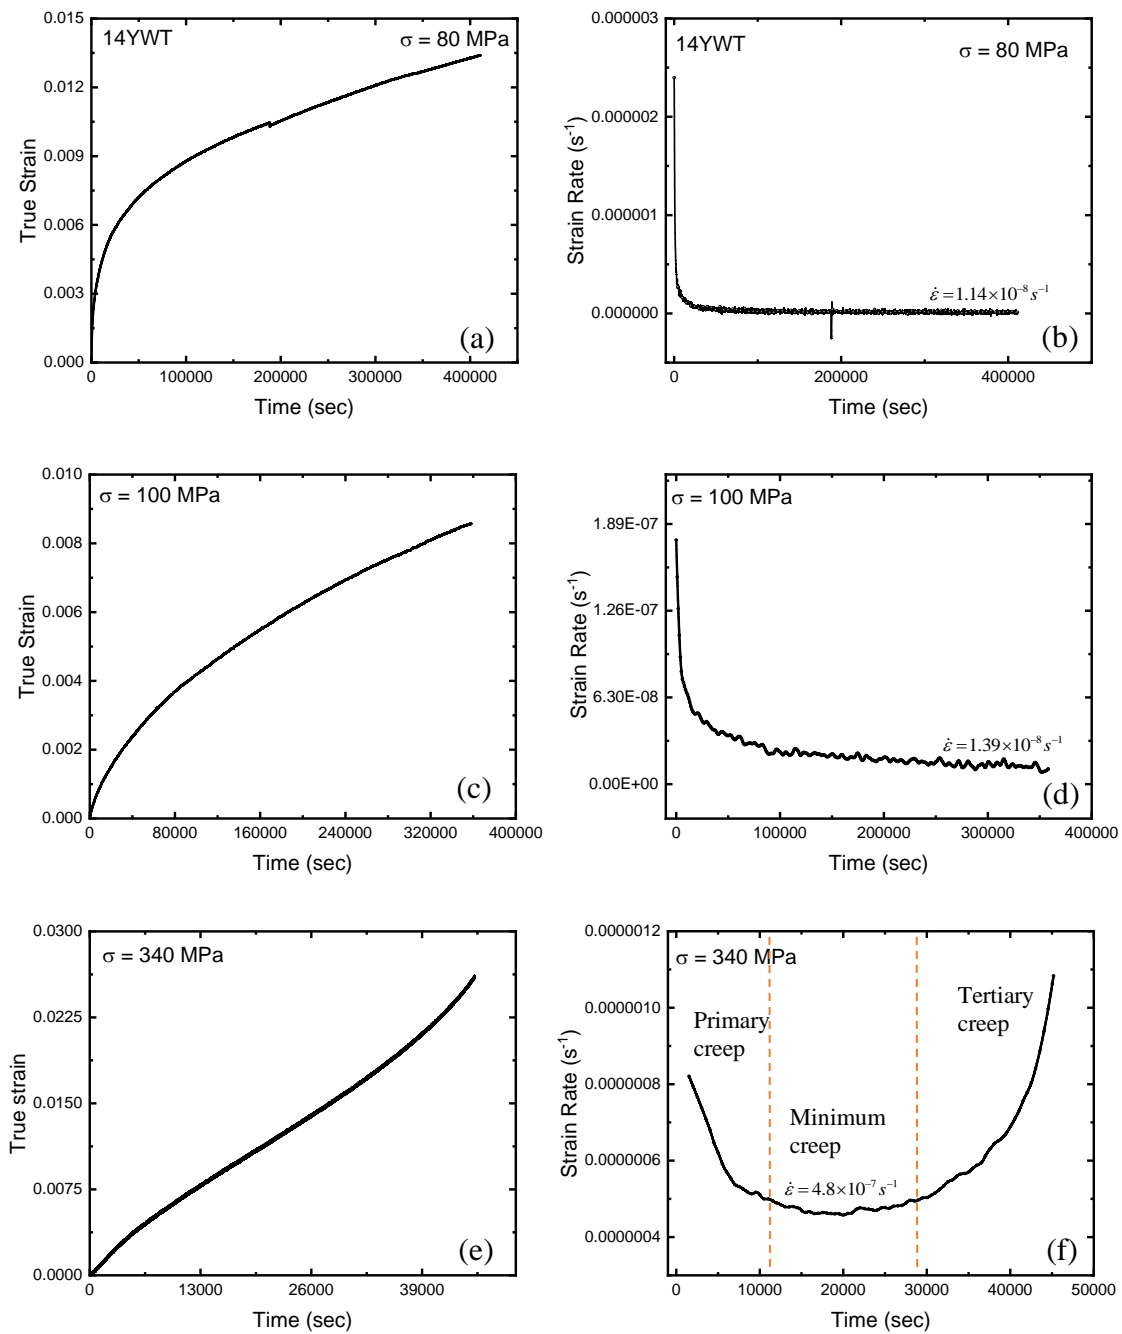 14YWT
σ = 80 MPa
0.015
0.012
0.009
0.006
0.003
0.000
True Strain
(a)
0
100000
200000
300000
400000
Time (sec)
14YWT
σ = 80 MPa
0.000003
0.000002
0.000001
0.000000
Strain Rate (s⁻¹)
ε̇ = 1.14×10⁻⁸ s⁻¹
(b)
0
200000
400000
Time (sec)
σ = 100 MPa
0.010
0.008
0.006
0.004
0.002
0.000
True Strain
(c)
0
80000
160000
240000
320000
400000
Time (sec)
σ = 100 MPa
1.89E-07
1.26E-07
6.30E-08
0.00E+00
Strain Rate (s⁻¹)
ε̇ = 1.39×10⁻⁸ s⁻¹
(d)
0
100000
200000
300000
400000
Time (sec)
σ = 340 MPa
0.0300
0.0225
0.0150
0.0075
0.0000
True strain
(e)
0
13000
26000
39000
Time (sec)
σ = 340 MPa
0.0000012
0.0000010
0.0000008
0.0000006
0.0000004
Strain Rate (s⁻¹)
Primary
creep
Minimum
creep
ε̇ = 4.8×10⁻⁷ s⁻¹
Tertiary
creep
(f)
0
10000
20000
30000
40000
50000
Time (sec)